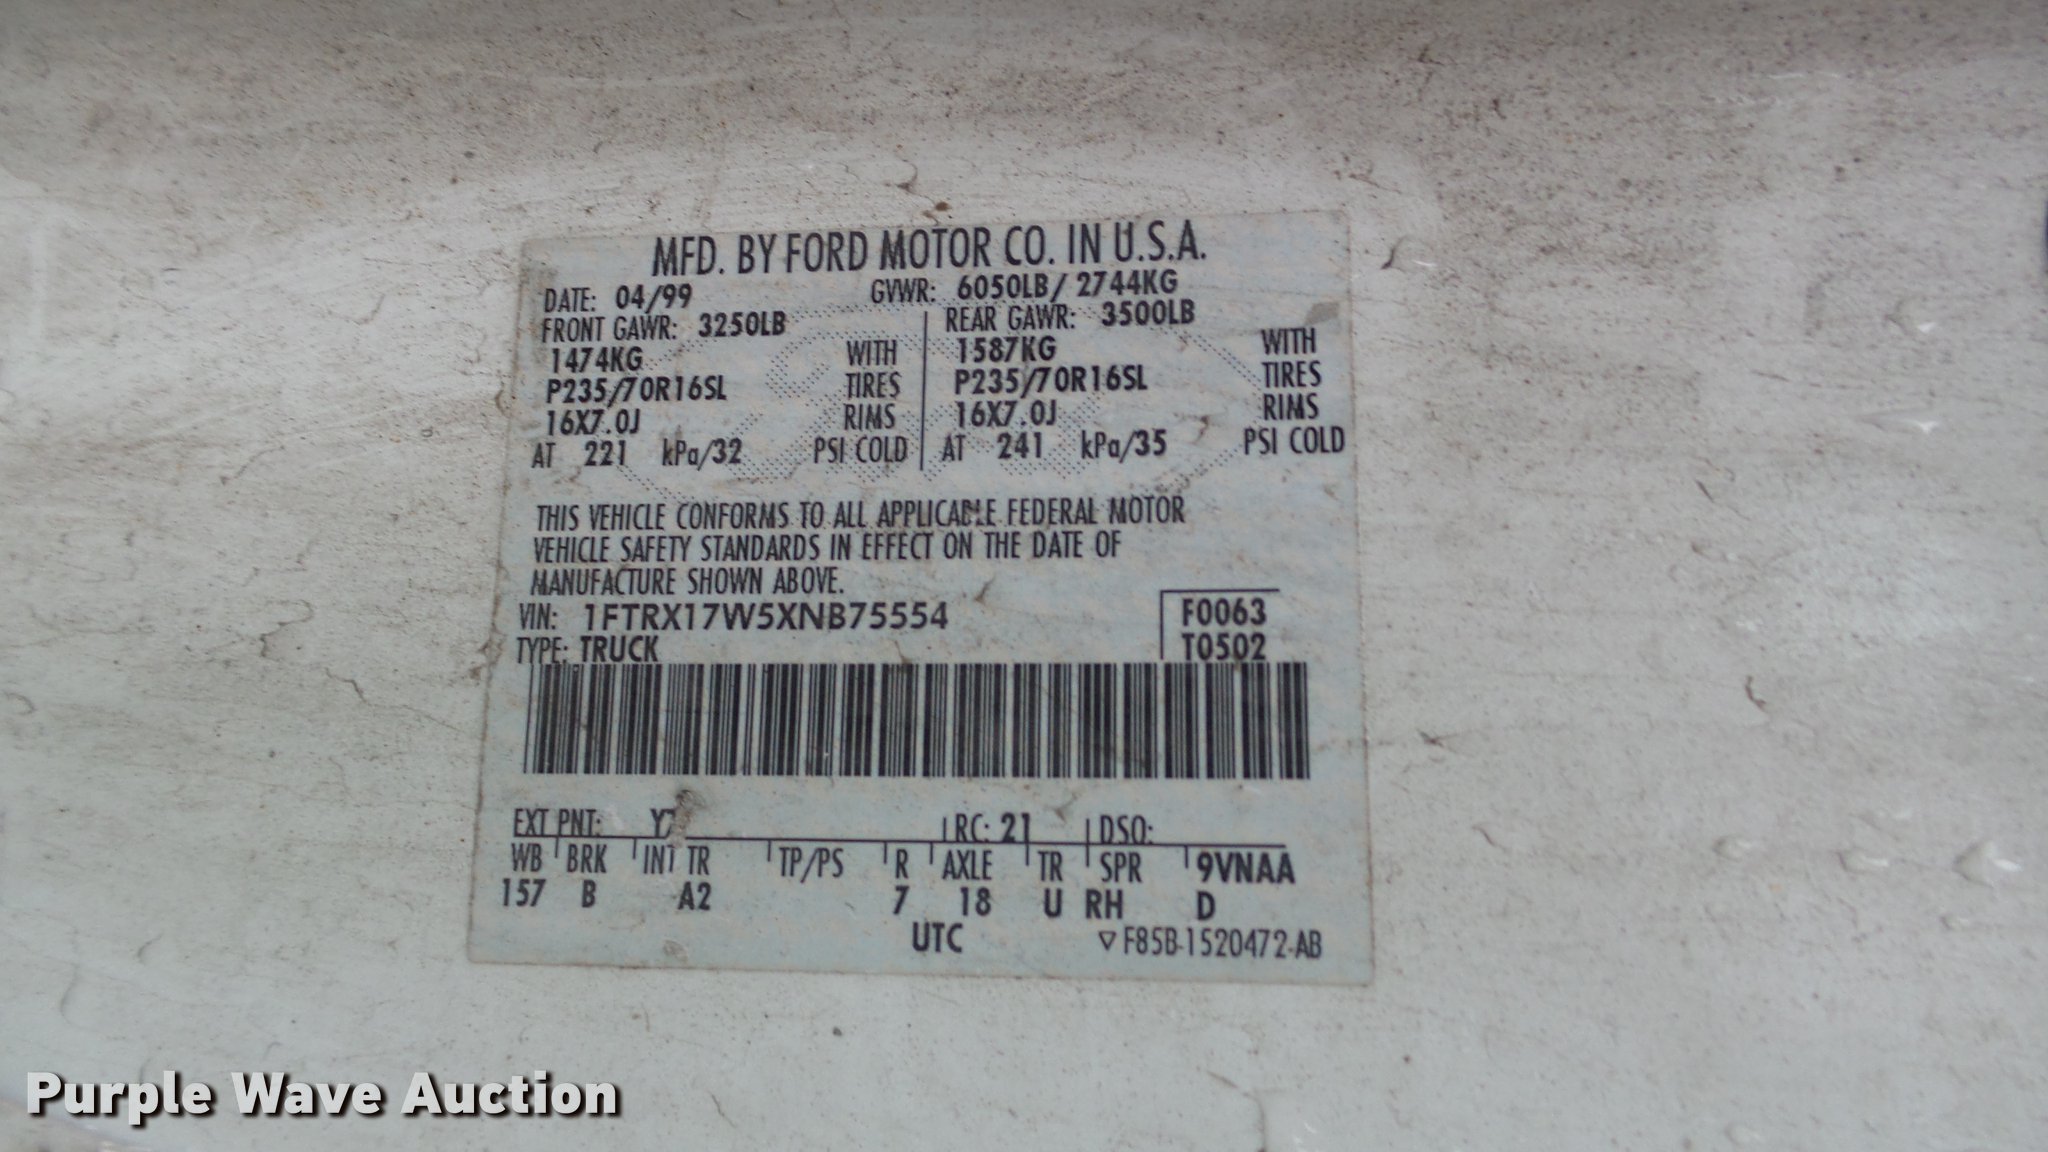 MFD. BY FORD MOTOR CO. IN U.S.A.
DATE: 04/99 GVWR: 6050LB/ 2744KG
FRONT GAWR: 3250LB REAR GAWR: 3500LB
1474KG WITH 1587KG WITH
P235/70R16SL TIRES P235/70R16SL TIRES
16X7.0J RIMS 16X7.0J RIMS
AT 221 kPa/32 PSI COLD AT 241 kPa/35 PSI COLD
THIS VEHICLE CONFORMS TO ALL APPLICABLE FEDERAL MOTOR
VEHICLE SAFETY STANDARDS IN EFFECT ON THE DATE OF
MANUFACTURE SHOWN ABOVE.
VIN: 1FTRX17W5XNB75554 F0063
TYPE: TRUCK T0502
EXT PNT: RC: 21 DSO:
WB BRK INT TR TP/PS R AXLE TR SPR 9VNAA
157 B A2 7 18 U RH D
UTC ▽ F85B-1520472-AB
Purple Wave Auction